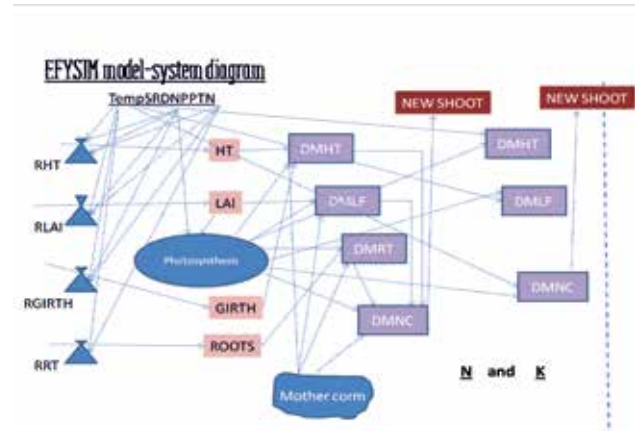 EFYSIM model-system diagram
TempSRDNPPTN
NEW SHOOT
NEW SHOOT
RHT
HT
DMHT
DMHT
RLAI
LAI
DMLF
DMLF
Photosynthesis
DMRT
RGIRTH
GIRTH
DMNC
DMNC
RRT
ROOTS
Mother corm
N and K